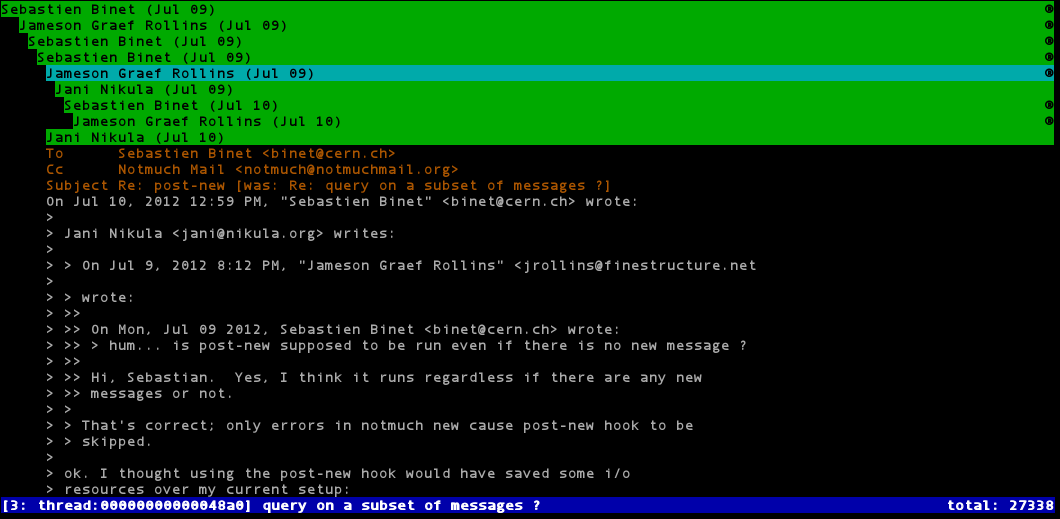 Sebastien Binet (Jul 09)
Jameson Graef Rollins (Jul 09)
Sebastien Binet (Jul 09)
Sebastien Binet (Jul 09)
Jameson Graef Rollins (Jul 09)
Jani Nikula (Jul 09)
Sebastien Binet (Jul 10)
Jameson Graef Rollins (Jul 10)
Jani Nikula (Jul 10)
To      Sebastien Binet <binet@cern.ch>
Cc      Notmuch Mail <notmuch@notmuchmail.org>
Subject Re: post-new [was: Re: query on a subset of messages ?]
On Jul 10, 2012 12:59 PM, "Sebastien Binet" <binet@cern.ch> wrote:
>
> Jani Nikula <jani@nikula.org> writes:
>
> > On Jul 9, 2012 8:12 PM, "Jameson Graef Rollins" <jrollins@finestructure.net
>
> > wrote:
> >>
> >> On Mon, Jul 09 2012, Sebastien Binet <binet@cern.ch> wrote:
> >> > hum... is post-new supposed to be run even if there is no new message ?
> >>
> >> Hi, Sebastian.  Yes, I think it runs regardless if there are any new
> >> messages or not.
> >
> > That's correct; only errors in notmuch new cause post-new hook to be
> > skipped.
>
> ok. I thought using the post-new hook would have saved some i/o
> resources over my current setup:
[3: thread:00000000000048a0] query on a subset of messages ? total: 27338